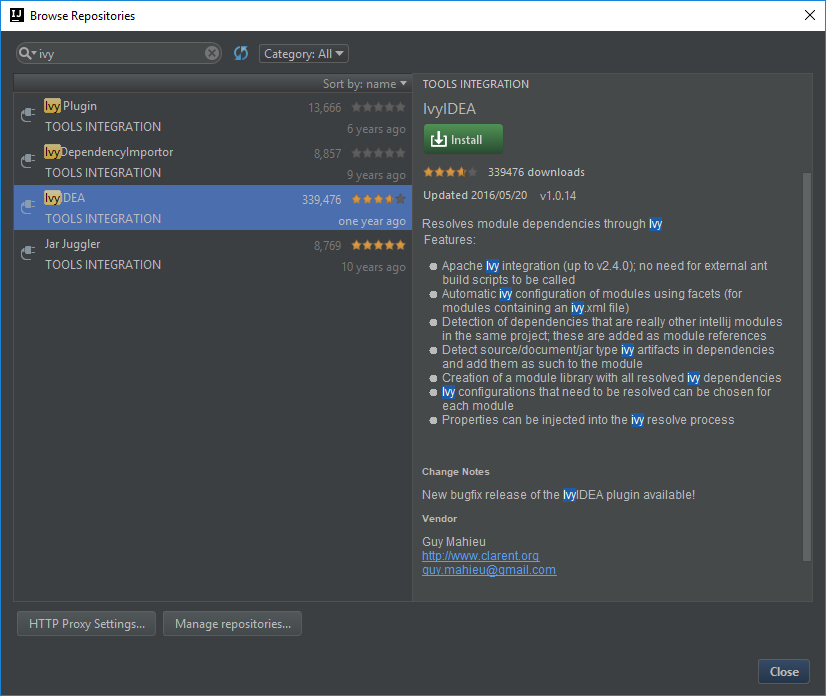 IJ Browse Repositories
ivy
Category: All
Sort by: name
Ivy Plugin 13,666
TOOLS INTEGRATION 6 years ago
IvyDependencyImportor 8,857
TOOLS INTEGRATION 9 years ago
IvyIDEA 339,476
TOOLS INTEGRATION one year ago
Jar Juggler 8,769
TOOLS INTEGRATION 10 years ago
TOOLS INTEGRATION
IvyIDEA
Install
339476 downloads
Updated 2016/05/20 v1.0.14
Resolves module dependencies through Ivy
Features:
Apache Ivy integration (up to v2.4.0); no need for external ant
build scripts to be called
Automatic ivy configuration of modules using facets (for
modules containing an ivy.xml file)
Detection of dependencies that are really other intellij modules
in the same project; these are added as module references
Detect source/document/jar type ivy artifacts in dependencies
and add them as such to the module
Creation of a module library with all resolved ivy dependencies
Ivy configurations that need to be resolved can be chosen for
each module
Properties can be injected into the ivy resolve process
Change Notes
New bugfix release of the IvyIDEA plugin available!
Vendor
Guy Mahieu
http://www.clarent.org
guy.mahieu@gmail.com
HTTP Proxy Settings...
Manage repositories...
Close